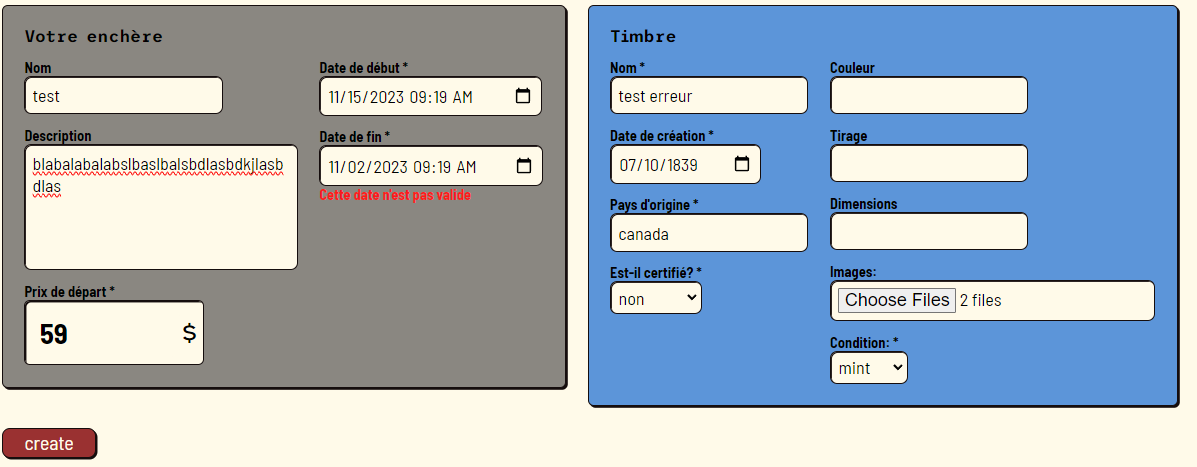 Votre enchère
Nom
test
Description
blabalabalabslbaslbalsbdlasbdkjlasb
dlas
Prix de départ *
59 $
Date de début *
11/15/2023 09:19 AM
Date de fin *
11/02/2023 09:19 AM
Cette date n'est pas valide
Timbre
Nom *
test erreur
Date de création *
07/10/1839
Pays d'origine *
canada
Est-il certifié? *
non
Couleur
Tirage
Dimensions
Images:
Choose Files 2 files
Condition: *
mint
create